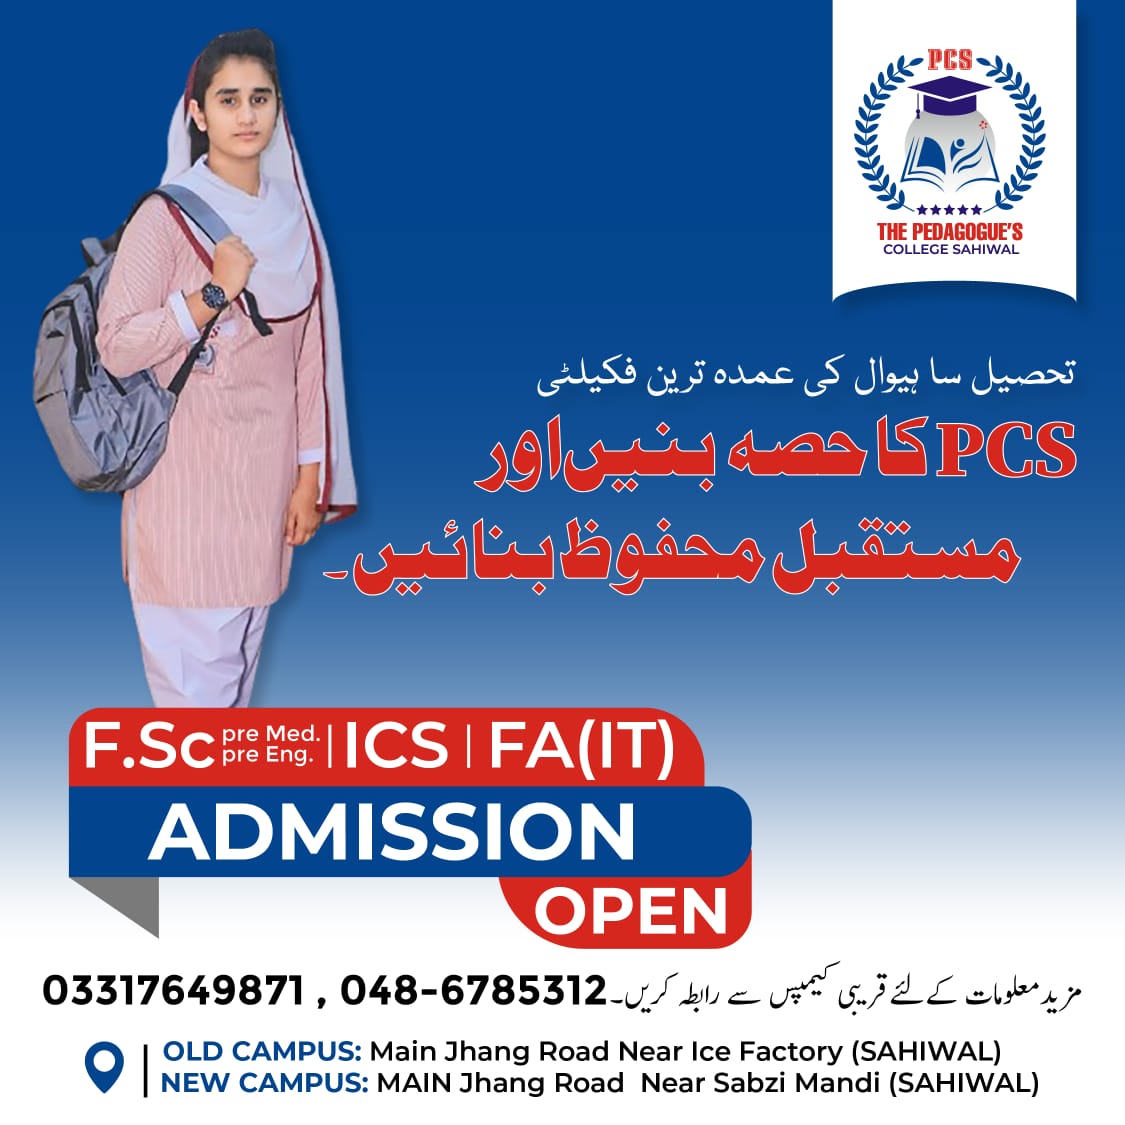 PCS
THE PEDAGOGUE'S
COLLEGE SAHIWAL
تحصیل سا ہیوال کی عمدہ ترین فکیلٹی
PCS کا حصہ بنیں اور
مستقبل محفوظ بنائیں۔
F.Sc pre Med. pre Eng. | ICS | FA(IT)
ADMISSION
OPEN
مزید معلومات کے لئے قریبی کیمپس سے رابطہ کریں۔ 03317649871 , 048-6785312
OLD CAMPUS: Main Jhang Road Near Ice Factory (SAHIWAL)
NEW CAMPUS: MAIN Jhang Road Near Sabzi Mandi (SAHIWAL)